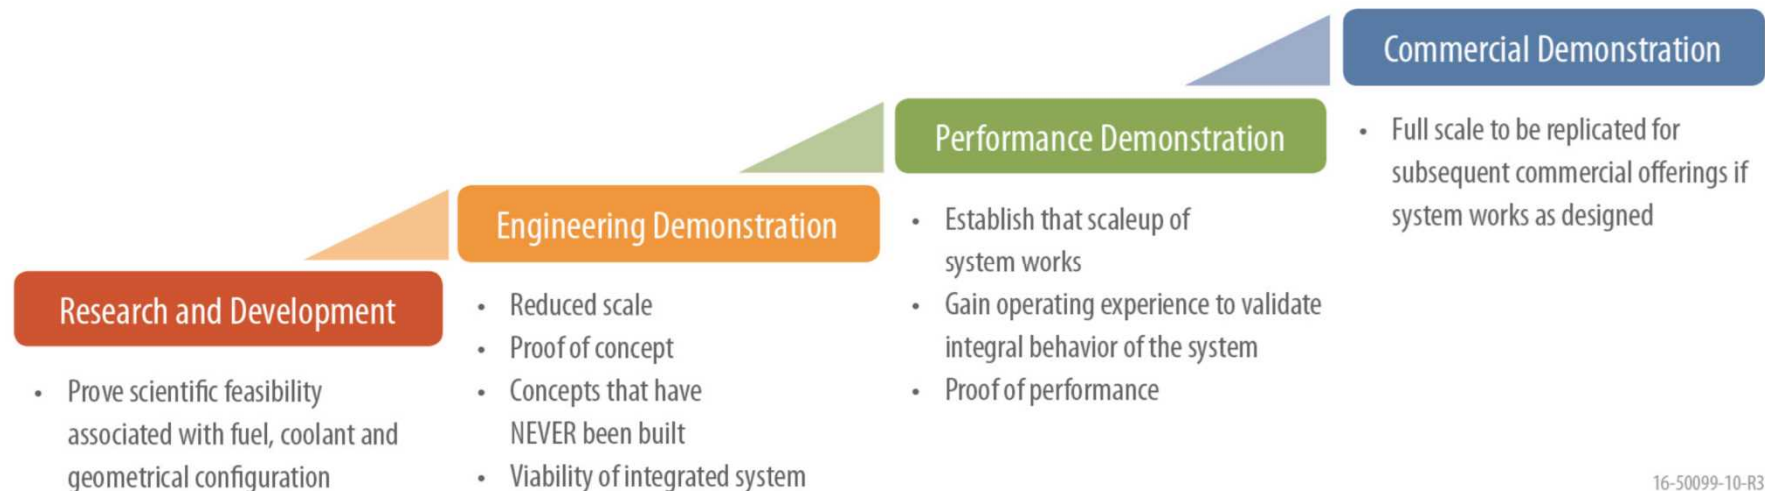 Research and Development
• Prove scientific feasibility
associated with fuel, coolant and
geometrical configuration
Engineering Demonstration
• Reduced scale
• Proof of concept
• Concepts that have
NEVER been built
• Viability of integrated system
Performance Demonstration
• Establish that scaleup of
system works
• Gain operating experience to validate
integral behavior of the system
• Proof of performance
Commercial Demonstration
• Full scale to be replicated for
subsequent commercial offerings if
system works as designed
16-50099-10-R3